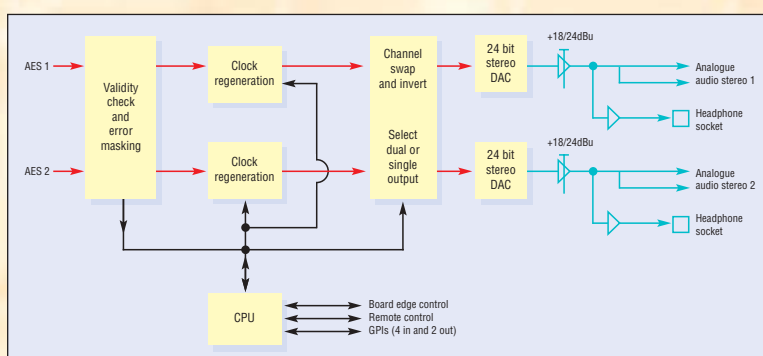 AES 1
AES 2
Validity
check
and
error
masking
Clock
regeneration
Clock
regeneration
Channel
swap
and invert
Select
dual or
single
output
24 bit
stereo
DAC
24 bit
stereo
DAC
+18/24dBu
Analogue
audio stereo 1
Headphone
socket
+18/24dBu
Analogue
audio stereo 2
Headphone
socket
CPU
Board edge control
Remote control
GPIs (4 in and 2 out)